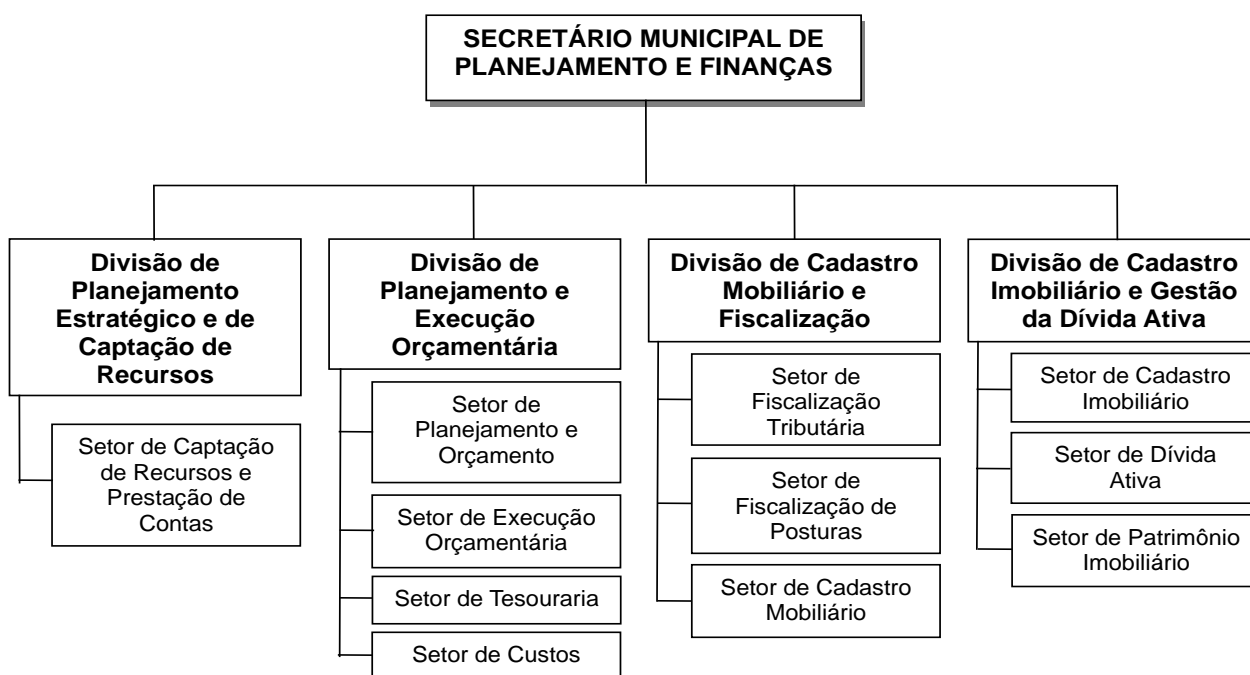 SECRETÁRIO MUNICIPAL DE
PLANEJAMENTO E FINANÇAS
Divisão de
Planejamento
Estratégico e de
Captação de
Recursos
Setor de Captação
de Recursos e
Prestação de
Contas
Divisão de
Planejamento e
Execução
Orçamentária
Setor de
Planejamento e
Orçamento
Setor de Execução
Orçamentária
Setor de Tesouraria
Setor de Custos
Divisão de Cadastro
Mobiliário e
Fiscalização
Setor de
Fiscalização
Tributária
Setor de
Fiscalização de
Posturas
Setor de Cadastro
Mobiliário
Divisão de Cadastro
Imobiliário e Gestão
da Dívida Ativa
Setor de Cadastro
Imobiliário
Setor de Dívida
Ativa
Setor de Patrimônio
Imobiliário